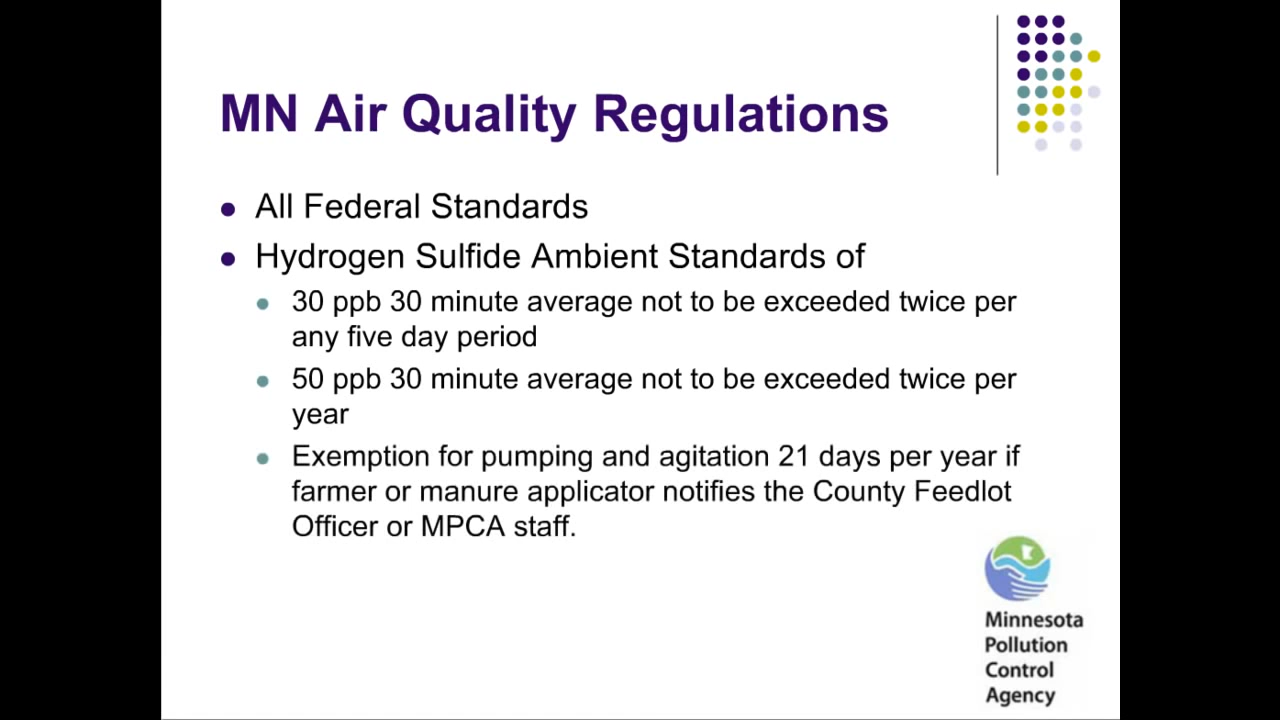 MN Air Quality Regulations
All Federal Standards
Hydrogen Sulfide Ambient Standards of
30 ppb 30 minute average not to be exceeded twice per
any five day period
50 ppb 30 minute average not to be exceeded twice per
year
Exemption for pumping and agitation 21 days per year if
farmer or manure applicator notifies the County Feedlot
Officer or MPCA staff.
Minnesota
Pollution
Control
Agency